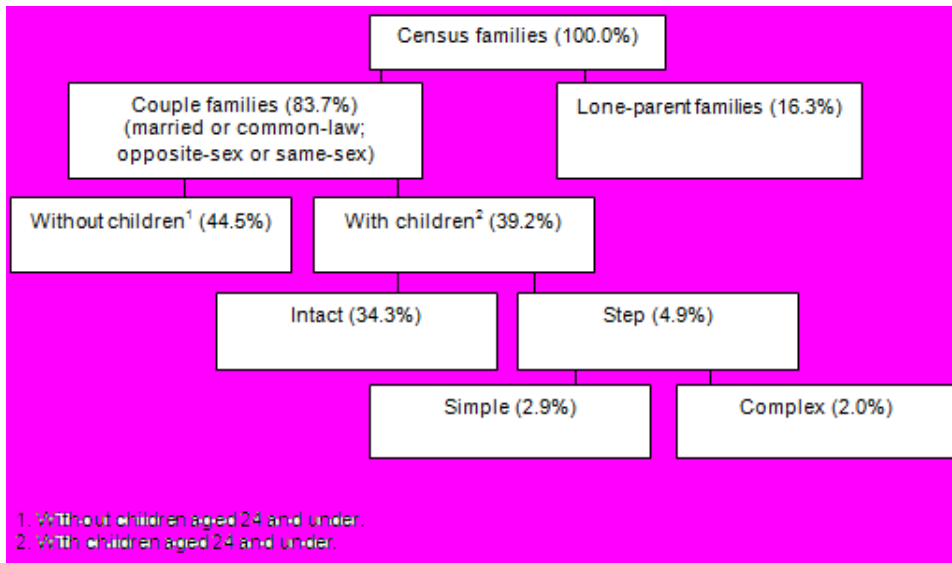 Census families (100.0%)
Couple families (83.7%)
(married or common-law;
opposite-sex or same-sex)
Lone-parent families (16.3%)
Without children¹ (44.5%)
With children² (39.2%)
Intact (34.3%)
Step (4.9%)
Simple (2.9%)
Complex (2.0%)
1. Without children aged 24 and under.
2. With children aged 24 and under.